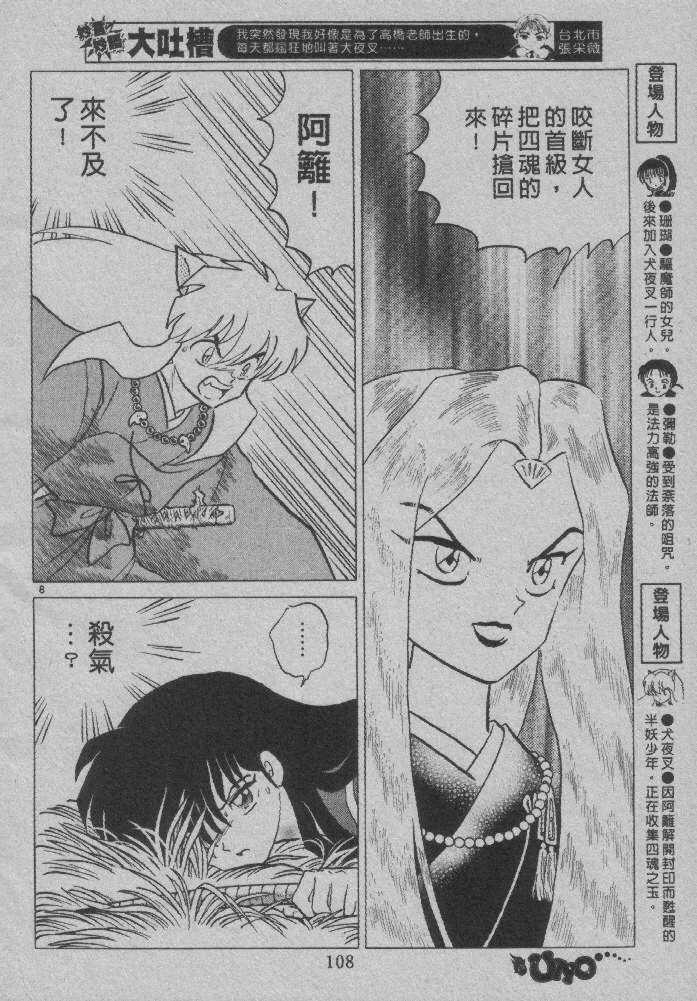 大吐槽
我突然發現我好像是為了高橋老師出生的，
每天都瘋狂地叫著犬夜叉……
台北市
張采薇
登場人物
●珊瑚●驅魔師的女兒。
後來加入犬夜叉一行人。
●彌勒●受到奈落的咀咒。
是法力高強的法師。
登場人物
●犬夜叉●因阿離解開封印而甦醒的
半妖少年。正在收集四魂之玉。
咬斷女人
的首級，
把四魂的
碎片搶回
來！
阿籬！
來不及
了！
8
……
殺氣
…？
108
UNO